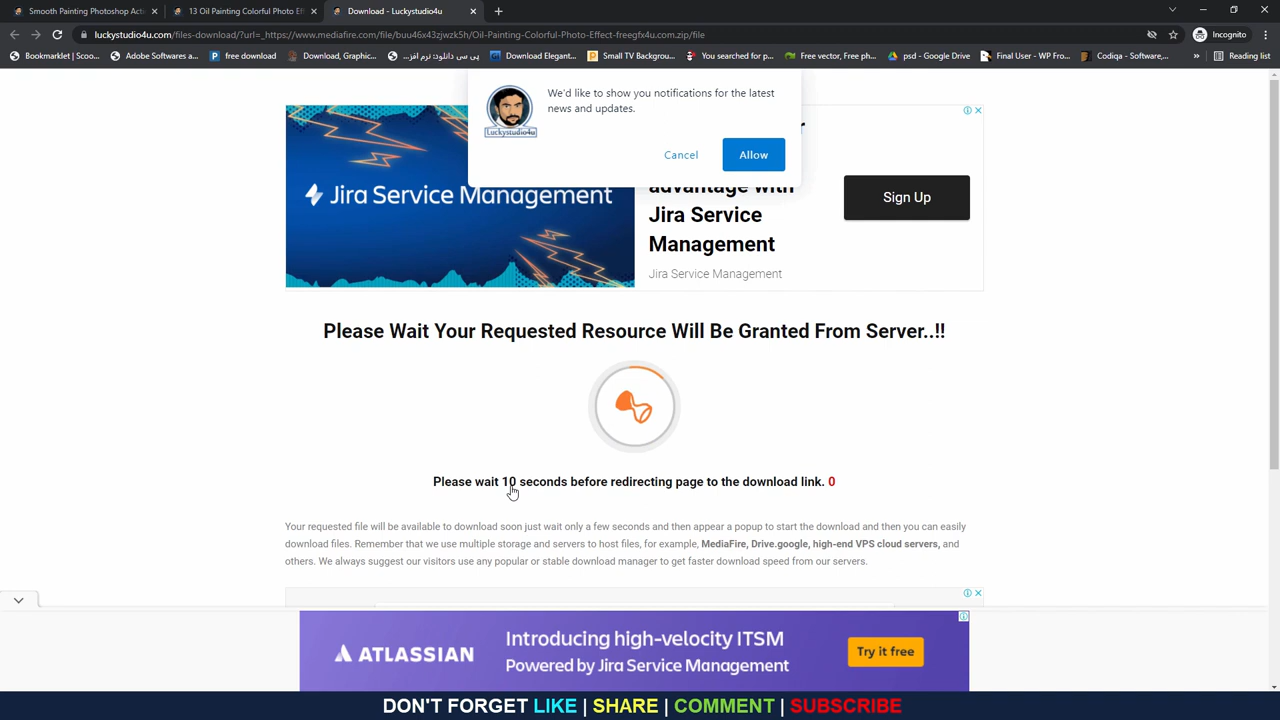 Smooth Painting Photoshop Acti
13 Oil Painting Colorful Photo Ef
Download - Luckystudio4u
Incognito
luckystudio4u.com/files-download/?url=_https://www.mediafire.com/file/buu46x43zjwzk5h/Oil-Painting-Colorful-Photo-Effect-freegfx4u.com.zip/file
Bookmarklet | Scoo...
Adobe Softwares a...
free download
Download, Graphic...
پی سی دانلود: نرم افز...
Download Elegant...
Small TV Backgrou...
You searched for p...
Free vector, Free ph...
psd - Google Drive
Final User - WP Fro...
Codiqa - Software,...
Reading list
We'd like to show you notifications for the latest
news and updates.
Luckystudio4u
Cancel
Allow
Jira Service Management
advantage with
Jira Service
Management
Jira Service Management
Sign Up
Please Wait Your Requested Resource Will Be Granted From Server..!!
Please wait 10 seconds before redirecting page to the download link. 0
Your requested file will be available to download soon just wait only a few seconds and then appear a popup to start the download and then you can easily
download files. Remember that we use multiple storage and servers to host files, for example, MediaFire, Drive.google, high-end VPS cloud servers, and
others. We always suggest our visitors use any popular or stable download manager to get faster download speed from our servers.
ATLASSIAN
Introducing high-velocity ITSM
Powered by Jira Service Management
Try it free
DON'T FORGET LIKE | SHARE | COMMENT | SUBSCRIBE